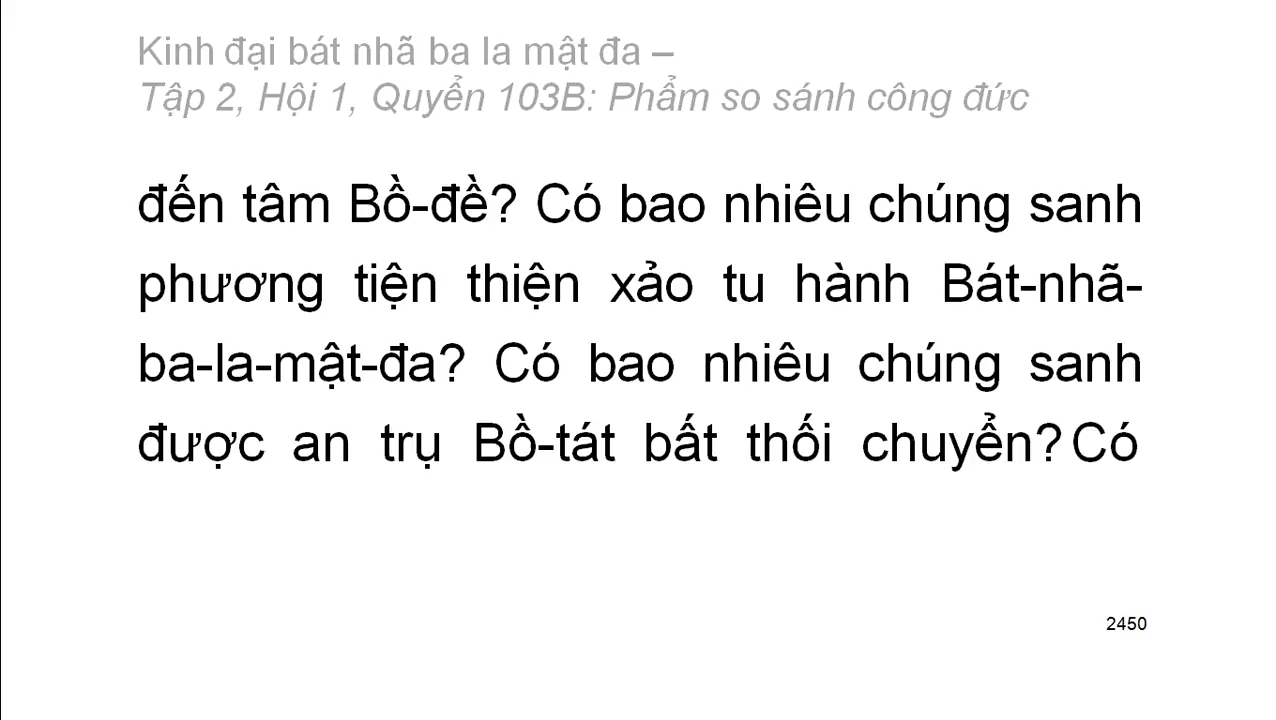 Kinh đại bát nhã ba la mật đa –
Tập 2, Hội 1, Quyển 103B: Phẩm so sánh công đức
đến tâm Bồ-đề? Có bao nhiêu chúng sanh
phương tiện thiện xảo tu hành Bát-nhã-
ba-la-mật-đa? Có bao nhiêu chúng sanh
được an trụ Bồ-tát bất thối chuyển? Có
2450